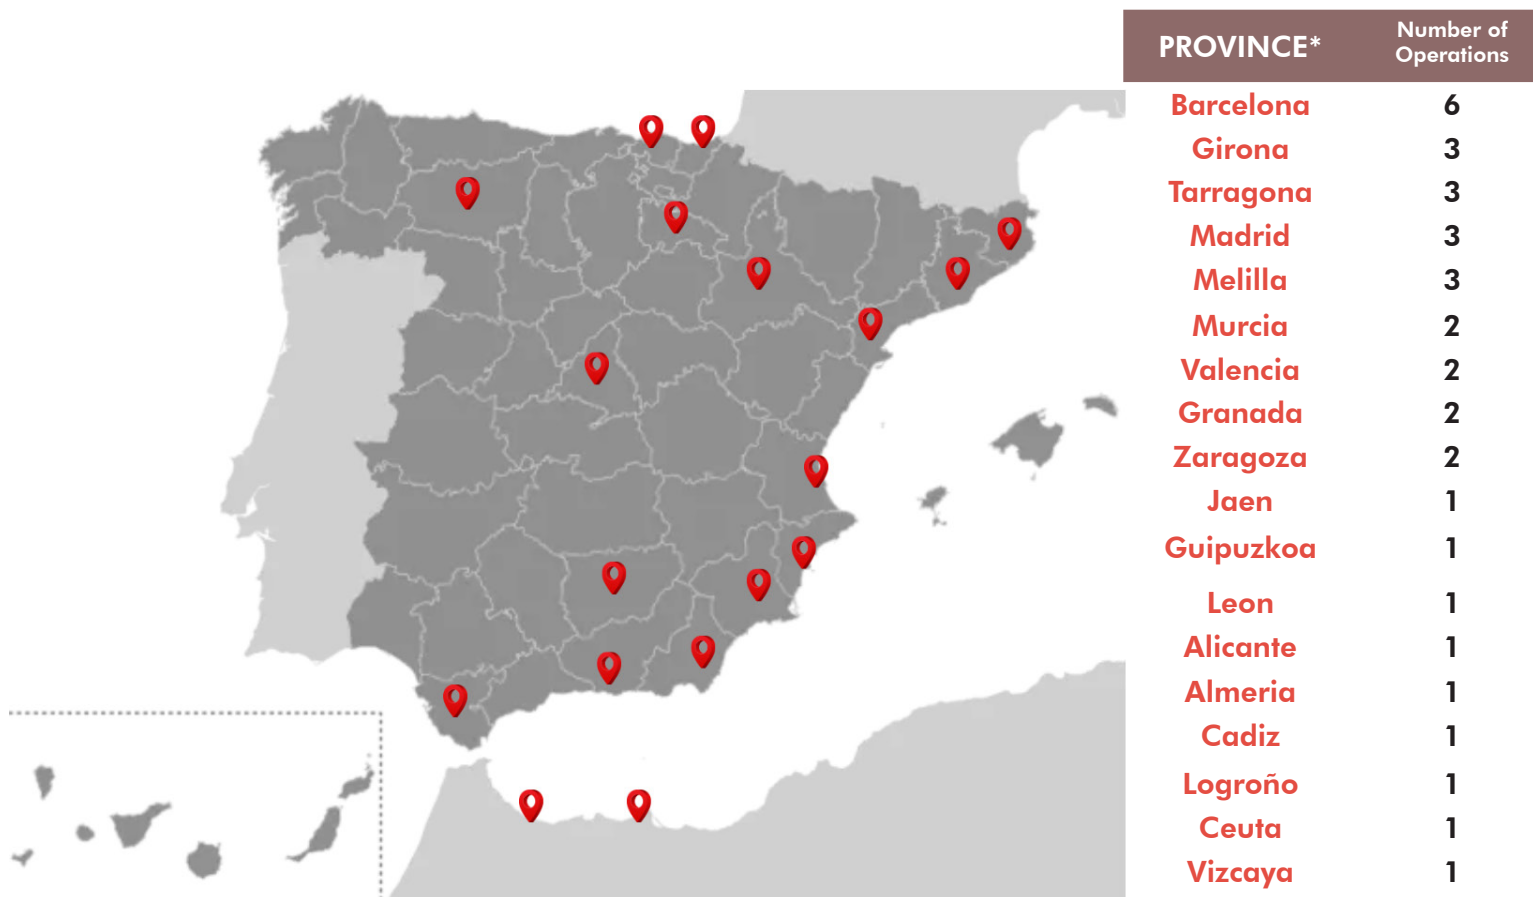 PROVINCE* Number of
Operations
Barcelona 6
Girona 3
Tarragona 3
Madrid 3
Melilla 3
Murcia 2
Valencia 2
Granada 2
Zaragoza 2
Jaen 1
Guipuzkoa 1
Leon 1
Alicante 1
Almeria 1
Cadiz 1
Logroño 1
Ceuta 1
Vizcaya 1